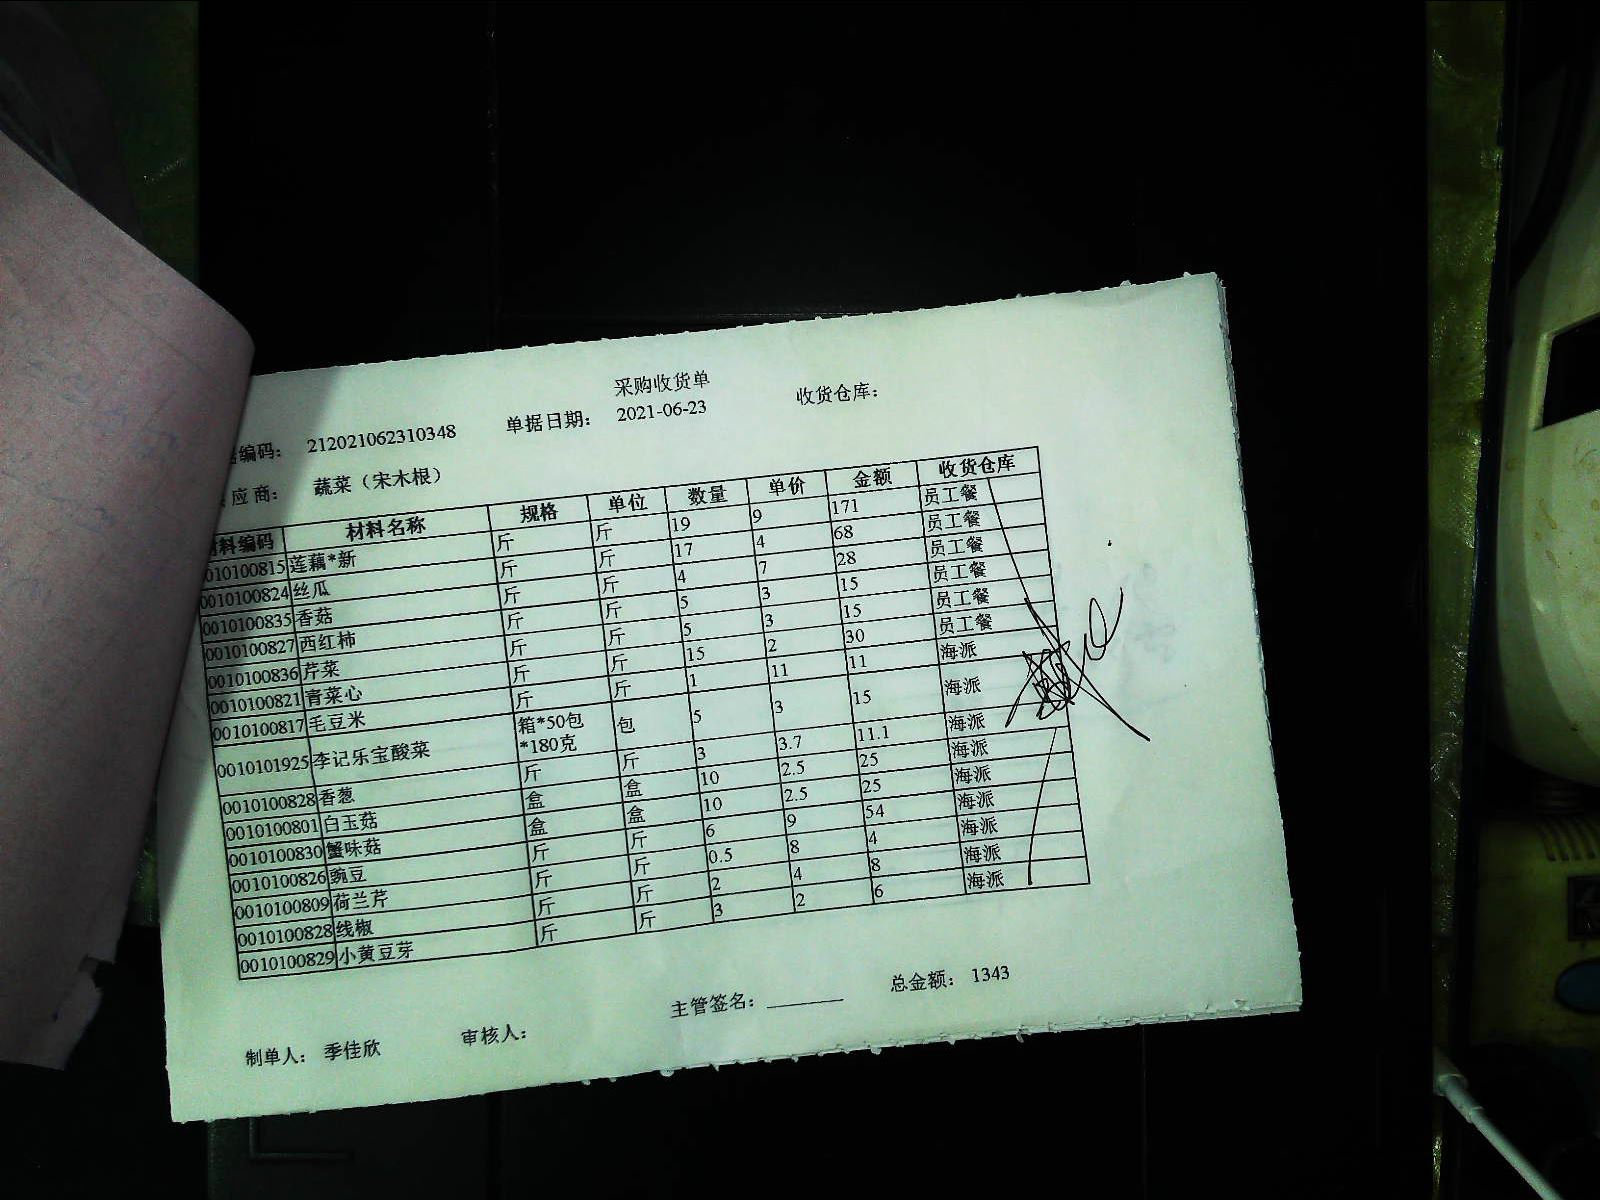 采购收货单
编码： 212021062310348 单据日期： 2021-06-23 收货仓库：
应商： 蔬菜（宋木根）
料编码 材料名称 规格 单位 数量 单价 金额 收货仓库
0010100815 莲藕*新 斤 斤 19 9 171 员工餐
0010100824 丝瓜 斤 斤 17 4 68 员工餐
0010100835 香菇 斤 斤 4 7 28 员工餐
0010100827 西红柿 斤 斤 5 3 15 员工餐
0010100836 芹菜 斤 斤 5 3 15 员工餐
0010100821 青菜心 斤 斤 15 2 30 员工餐
0010100817 毛豆米 斤 斤 1 11 11 海派
0010101925 李记乐宝酸菜 箱*50包*180克 包 5 3 15 海派
0010100828 香葱 斤 斤 3 3.7 11.1 海派
0010100801 白玉菇 盒 盒 10 2.5 25 海派
0010100830 蟹味菇 盒 盒 10 2.5 25 海派
0010100826 豌豆 斤 斤 6 9 54 海派
0010100809 荷兰芹 斤 斤 0.5 8 4 海派
0010100828 线椒 斤 斤 2 4 8 海派
0010100829 小黄豆芽 斤 斤 3 2 6 海派
主管签名：________ 总金额： 1343
制单人： 季佳欣 审核人：